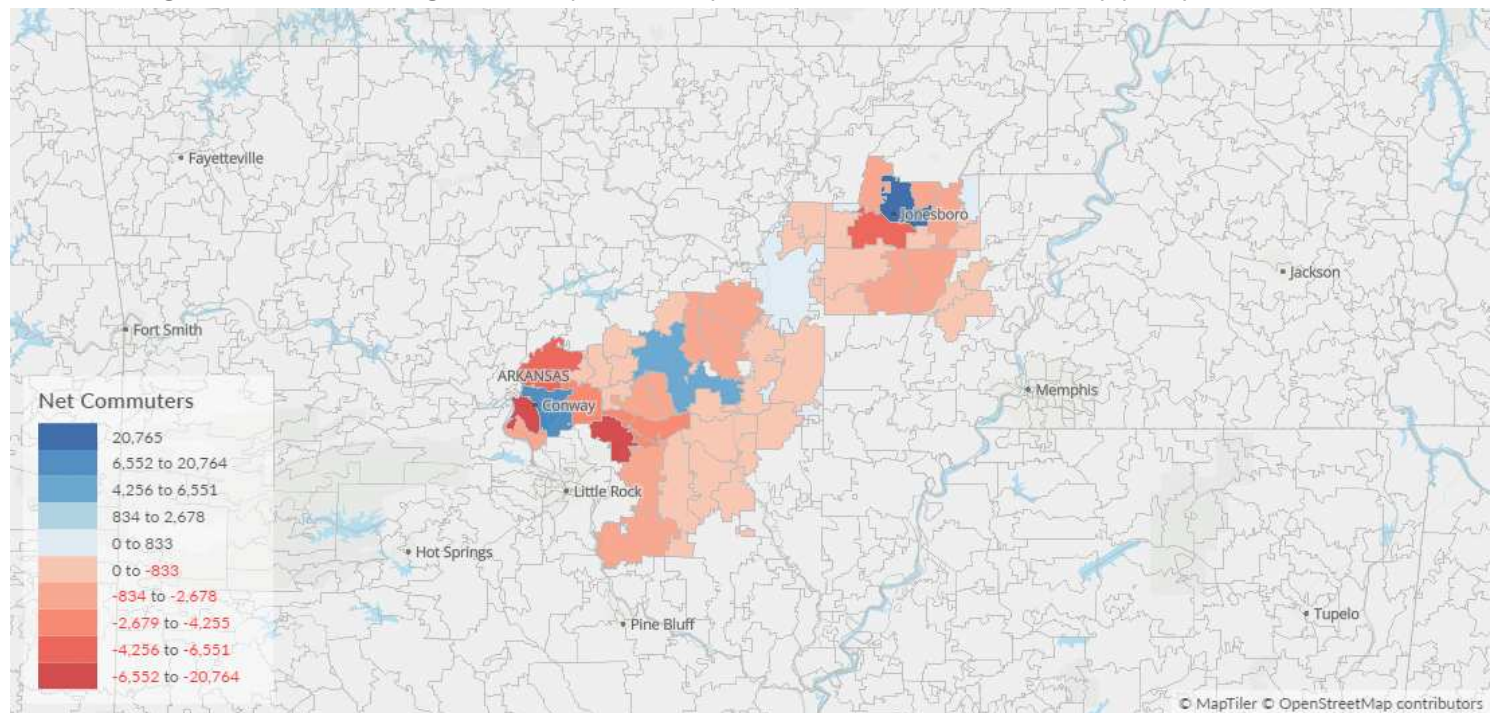 Fayetteville
Jonesboro
Jackson
Fort Smith
ARKANSAS
Memphis
Conway
Little Rock
Hot Springs
Pine Bluff
Tupelo
Net Commuters
20,765
6,552 to 20,764
4,256 to 6,551
834 to 2,678
0 to 833
0 to -833
-834 to -2,678
-2,679 to -4,255
-4,256 to -6,551
-6,552 to -20,764
© MapTiler © OpenStreetMap contributors